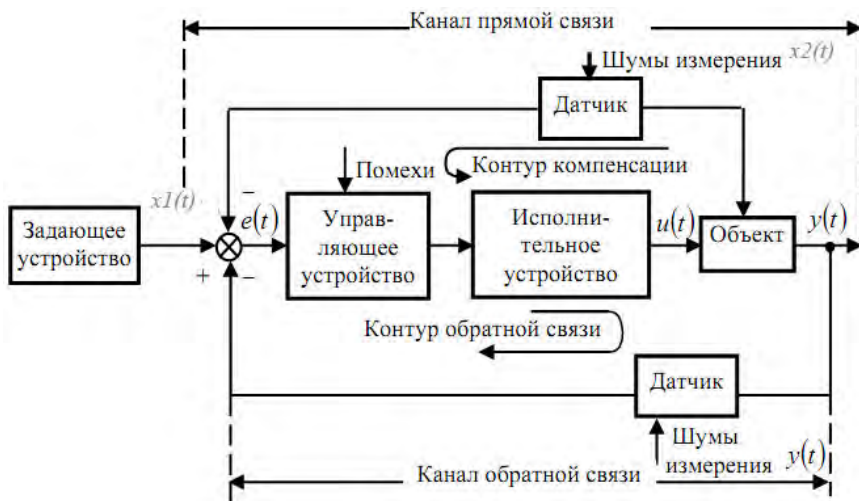 Канал прямой связи
Шумы измерения x2(t)
Датчик
Помехи
Контур компенсации
x1(t)
−
e(t)
Задающее
устройство
+
−
Управ-
ляющее
устройство
Исполни-
тельное
устройство
u(t)
Объект
y(t)
Контур обратной связи
Датчик
Шумы
измерения y(t)
Канал обратной связи